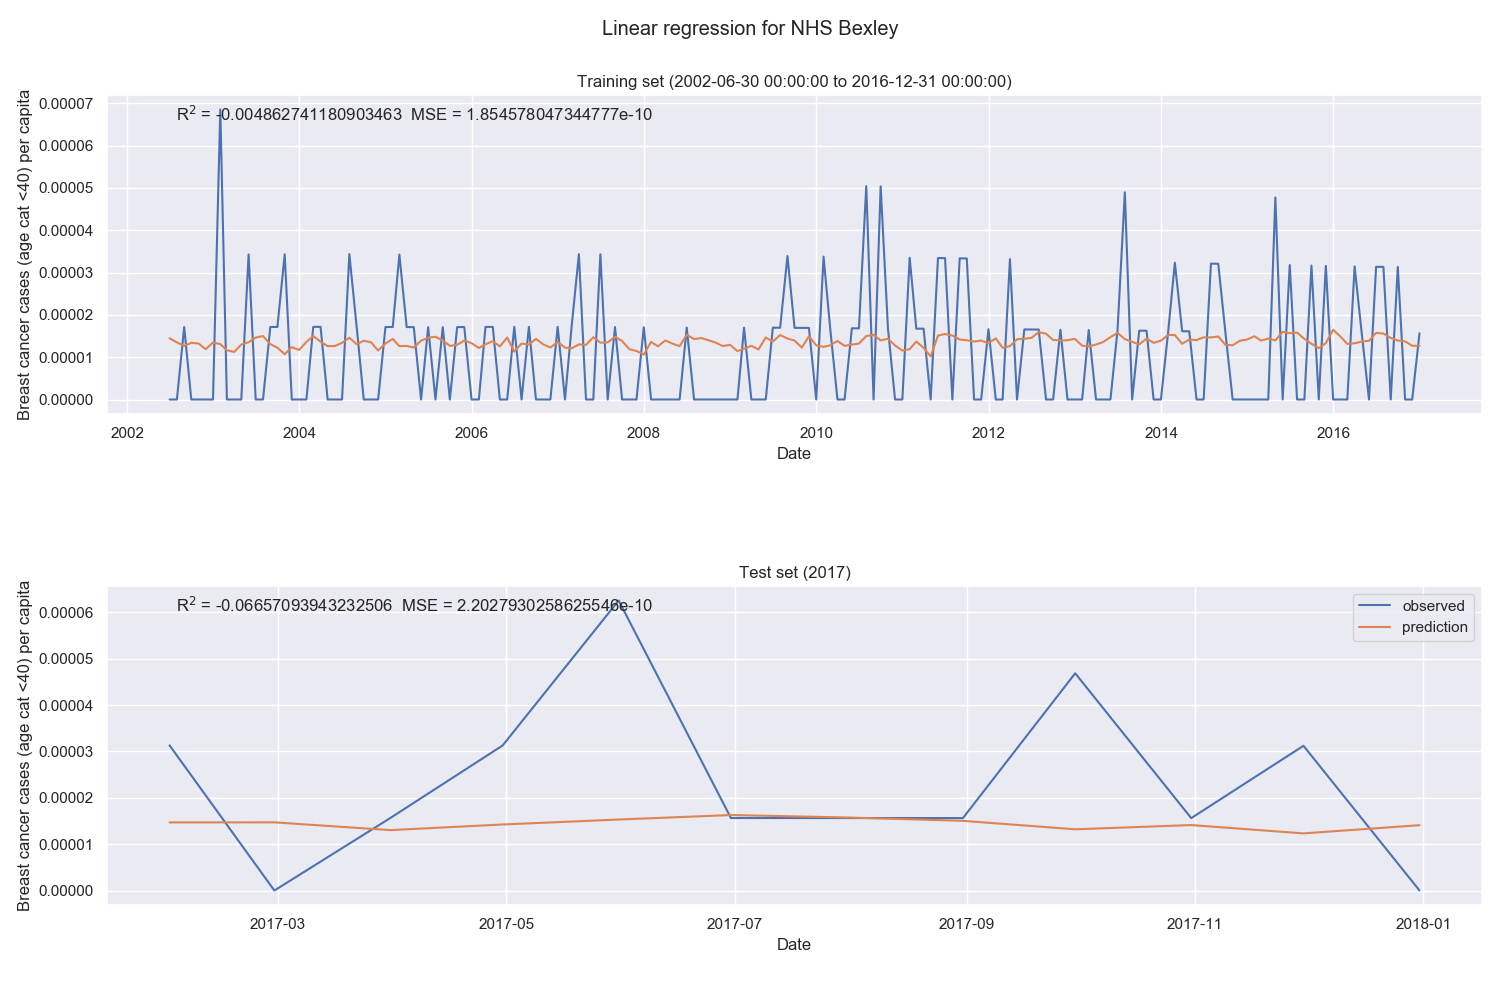 Linear regression for NHS Bexley
Training set (2002-06-30 00:00:00 to 2016-12-31 00:00:00)
R² = -0.004862741180903463 MSE = 1.854578047344777e-10
Breast cancer cases (age cat <40) per capita
0.00007
0.00006
0.00005
0.00004
0.00003
0.00002
0.00001
0.00000
2002 2004 2006 2008 2010 2012 2014 2016
Date
Test set (2017)
R² = -0.06657093943232506 MSE = 2.2027930258625546e-10
observed
prediction
Breast cancer cases (age cat <40) per capita
0.00006
0.00005
0.00004
0.00003
0.00002
0.00001
0.00000
2017-03 2017-05 2017-07 2017-09 2017-11 2018-01
Date